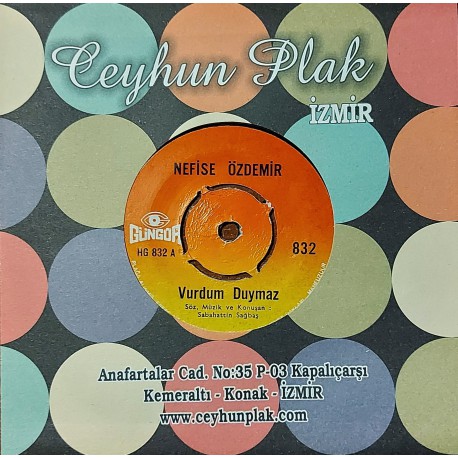 Ceyhun Plak
İZMİR
NEFİSE ÖZDEMİR
GÜNGÖR
HG 832 A
832
Vurdum Duymaz
Söz, Müzik ve Konuşan :
Sabahattin Sağbaş
Anafartalar Cad. No:35 P-03 Kapalıçarşı
Kemeraltı - Konak - İZMİR
www.ceyhunplak.com